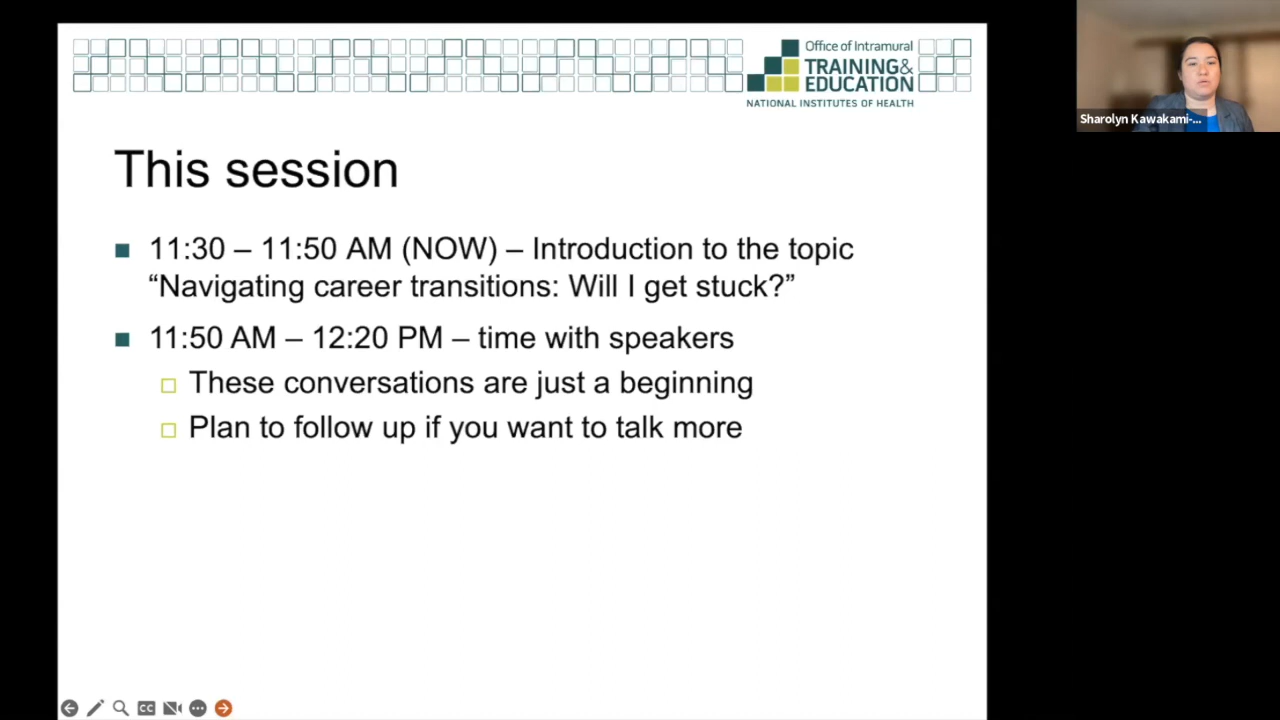 Office of Intramural
TRAINING&
EDUCATION
NATIONAL INSTITUTES OF HEALTH
Sharolyn Kawakami-...
This session
11:30 – 11:50 AM (NOW) – Introduction to the topic
“Navigating career transitions: Will I get stuck?”
11:50 AM – 12:20 PM – time with speakers
These conversations are just a beginning
Plan to follow up if you want to talk more
CC